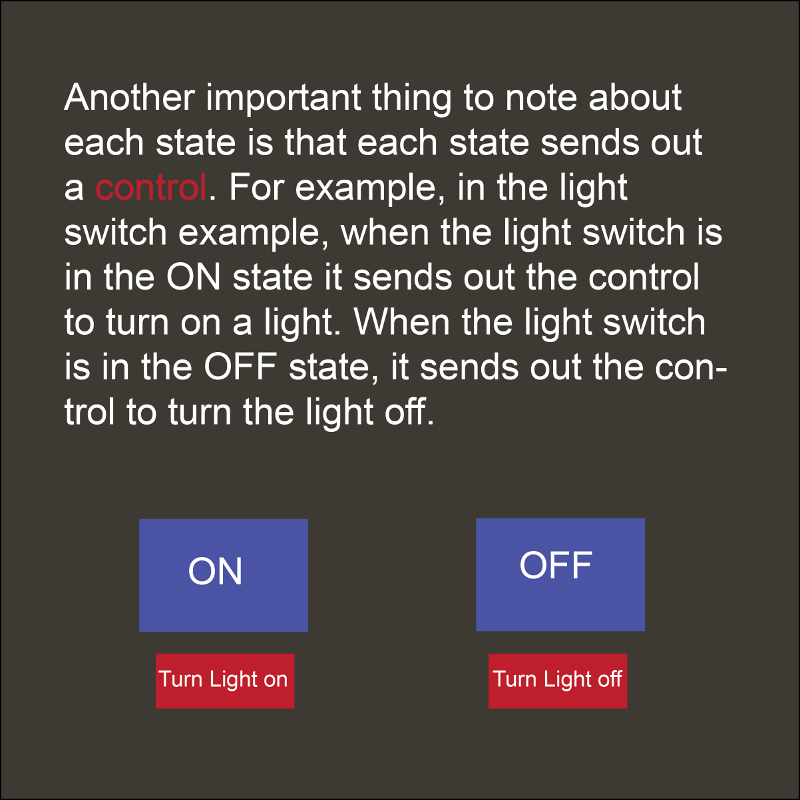 Another important thing to note about
each state is that each state sends out
a control. For example, in the light
switch example, when the light switch is
in the ON state it sends out the control
to turn on a light. When the light switch
is in the OFF state, it sends out the con-
trol to turn the light off.
ON
OFF
Turn Light on
Turn Light off